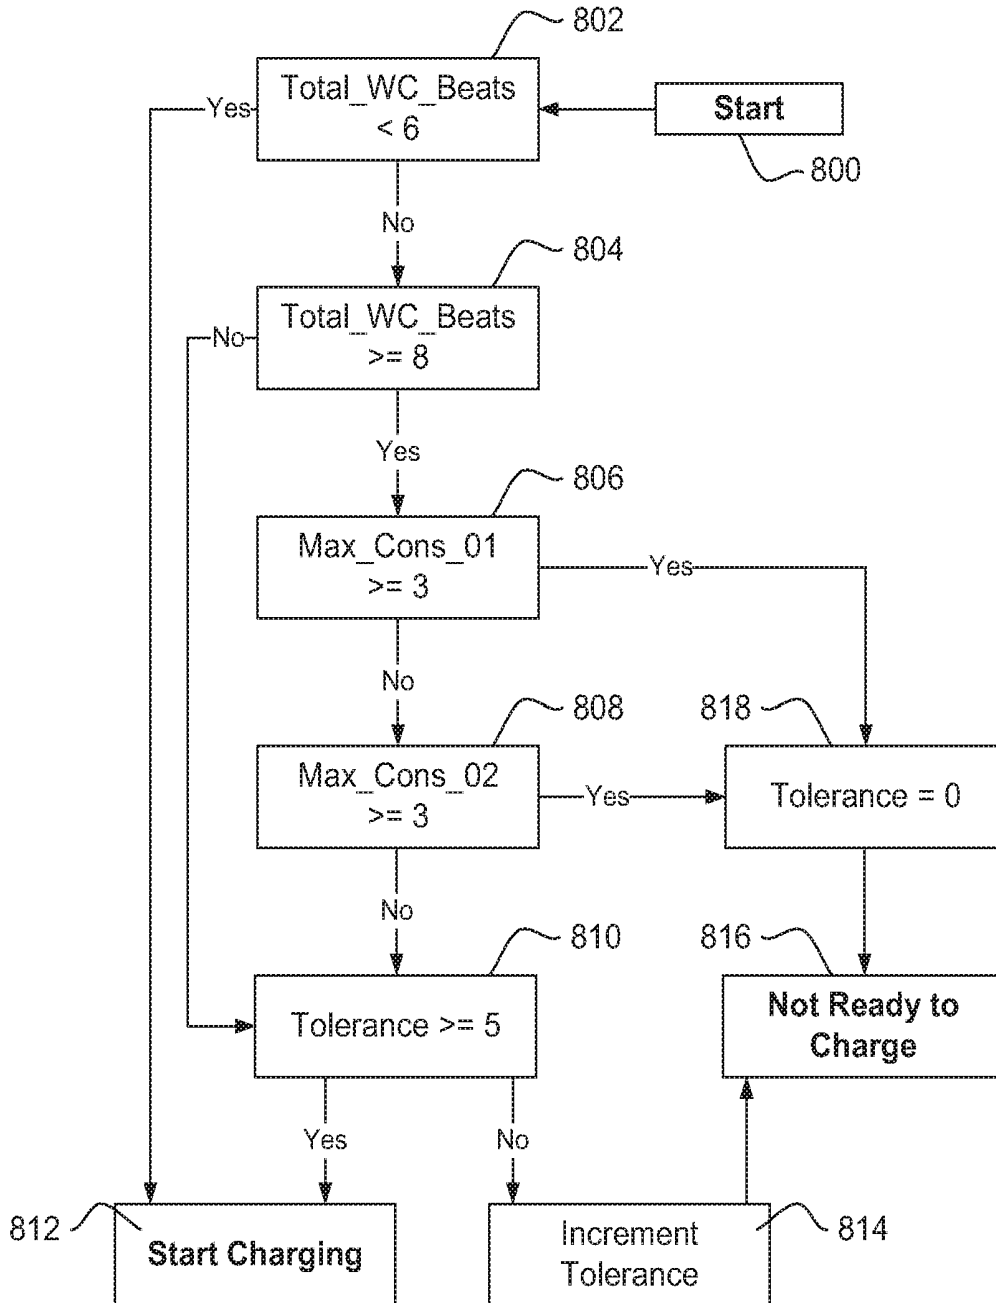 802
Total_WC_Beats
< 6
Yes
Start
800
No
804
Total_WC_Beats
>= 8
No
Yes
806
Max_Cons_01
>= 3
Yes
No
808
818
Max_Cons_02
>= 3
Yes
Tolerance = 0
No
810
816
Tolerance >= 5
Not Ready to
Charge
Yes
No
812
Start Charging
Increment
Tolerance
814